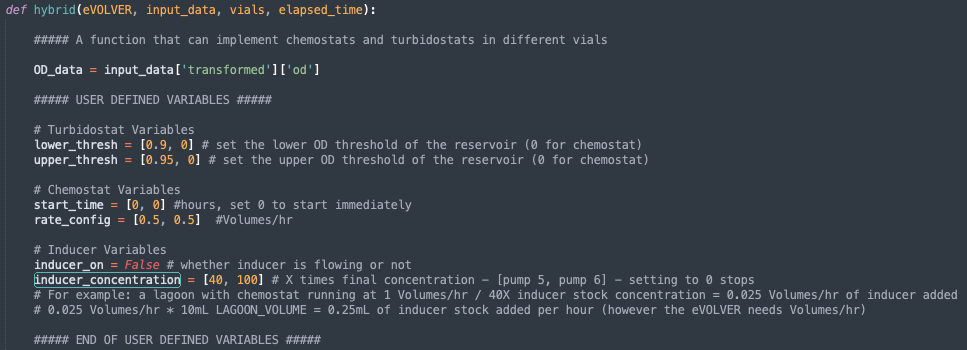 def hybrid(eVOLVER, input_data, vials, elapsed_time):
##### A function that can implement chemostats and turbidostats in different vials
OD_data = input_data['transformed']['od']
##### USER DEFINED VARIABLES #####
# Turbidostat Variables
lower_thresh = [0.9, 0] # set the lower OD threshold of the reservoir (0 for chemostat)
upper_thresh = [0.95, 0] # set the upper OD threshold of the reservoir (0 for chemostat)
# Chemostat Variables
start_time = [0, 0] #hours, set 0 to start immediately
rate_config = [0.5, 0.5]  #Volumes/hr
# Inducer Variables
inducer_on = False # whether inducer is flowing or not
inducer_concentration = [40, 100] # X times final concentration – [pump 5, pump 6] – setting to 0 stops
# For example: a lagoon with chemostat running at 1 Volumes/hr / 40X inducer stock concentration = 0.025 Volumes/hr of inducer added
# 0.025 Volumes/hr * 10mL LAGOON_VOLUME = 0.25mL of inducer stock added per hour (however the eVOLVER needs Volumes/hr)
##### END OF USER DEFINED VARIABLES #####